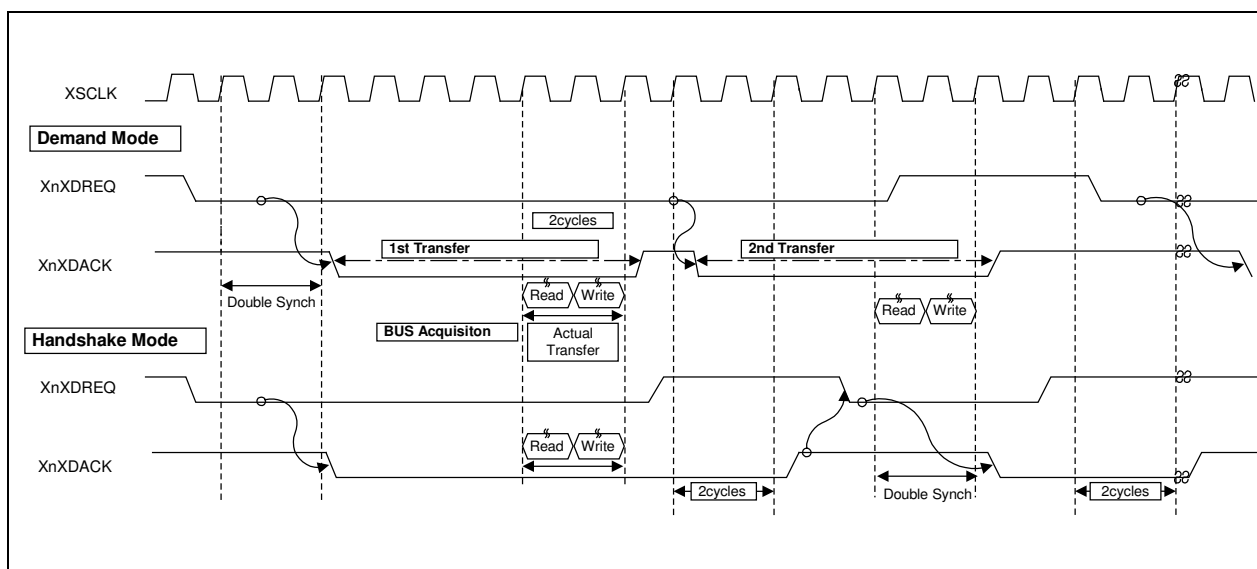 XSCLK
Demand Mode
XnXDREQ
2cycles
1st Transfer
2nd Transfer
XnXDACK
Double Synch
Read
Write
Read
Write
BUS Acquisiton
Actual
Transfer
Handshake Mode
XnXDREQ
Read
Write
XnXDACK
2cycles
Double Synch
2cycles